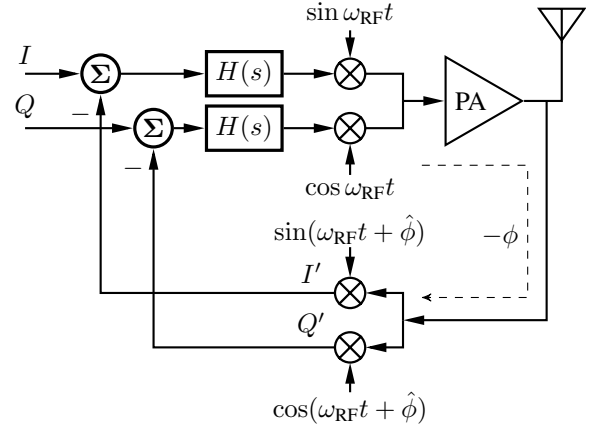 sin ω_RF t
I
Σ
H(s)
PA
Q
−
Σ
H(s)
−
cos ω_RF t
−ϕ
sin(ω_RF t + ϕ̂)
I′
Q′
cos(ω_RF t + ϕ̂)